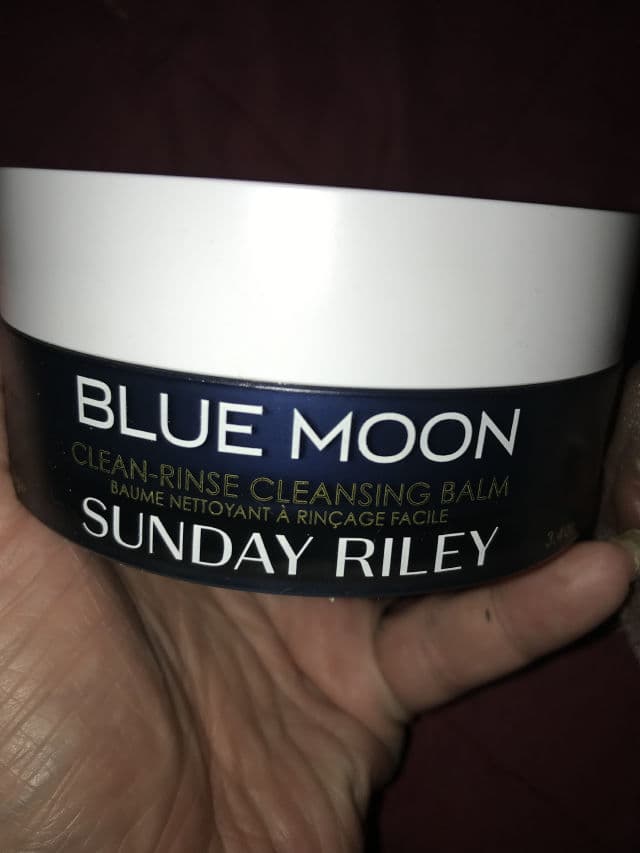 BLUE MOON
CLEAN-RINSE CLEANSING BALM
BAUME NETTOYANT À RINÇAGE FACILE
SUNDAY RILEY